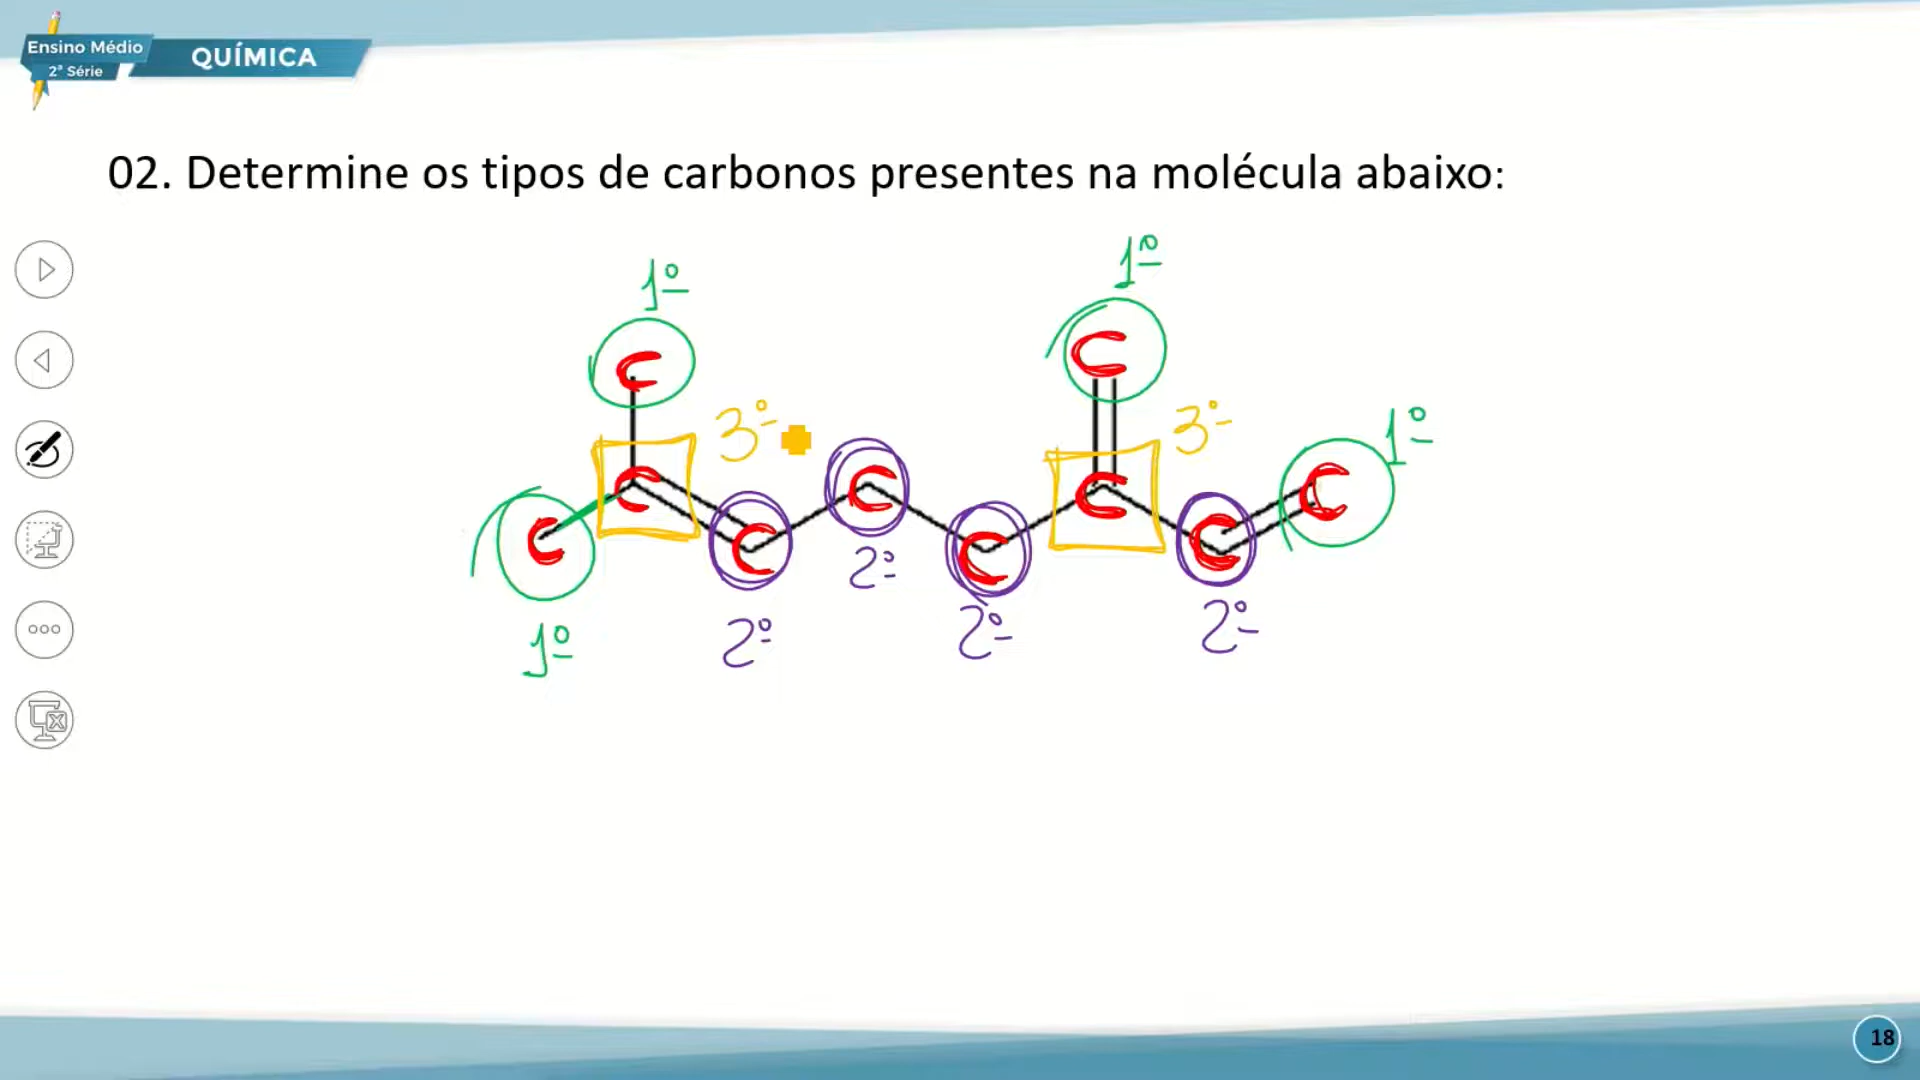 Ensino Médio
2ª Série
QUÍMICA
02. Determine os tipos de carbonos presentes na molécula abaixo:
1º
1º
C
C
3º
3º
1º
C
C
C
C
C
C
C
C
2º
1º
2º
2º
2º
18